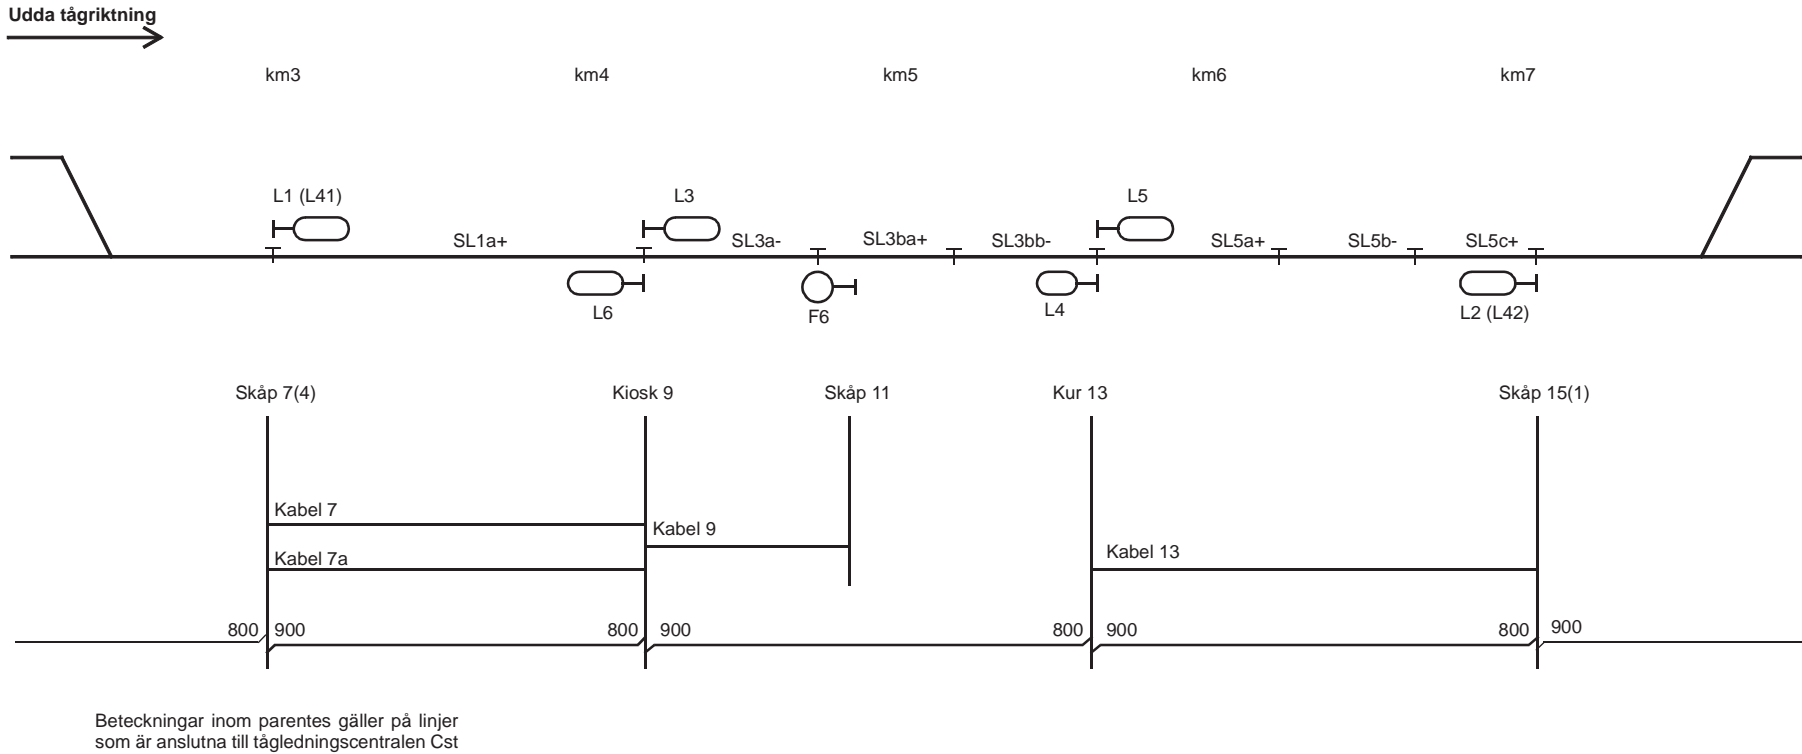 Udda tågriktning
km3 km4 km5 km6 km7
L1 (L41) L3 L5
SL1a+ SL3a- SL3ba+ SL3bb- SL5a+ SL5b- SL5c+
L6 F6 L4 L2 (L42)
Skåp 7(4) Kiosk 9 Skåp 11 Kur 13 Skåp 15(1)
Kabel 7
Kabel 9
Kabel 7a
Kabel 13
800 900 800 900 800 900 800 900
Beteckningar inom parentes gäller på linjer
som är anslutna till tågledningscentralen Cst